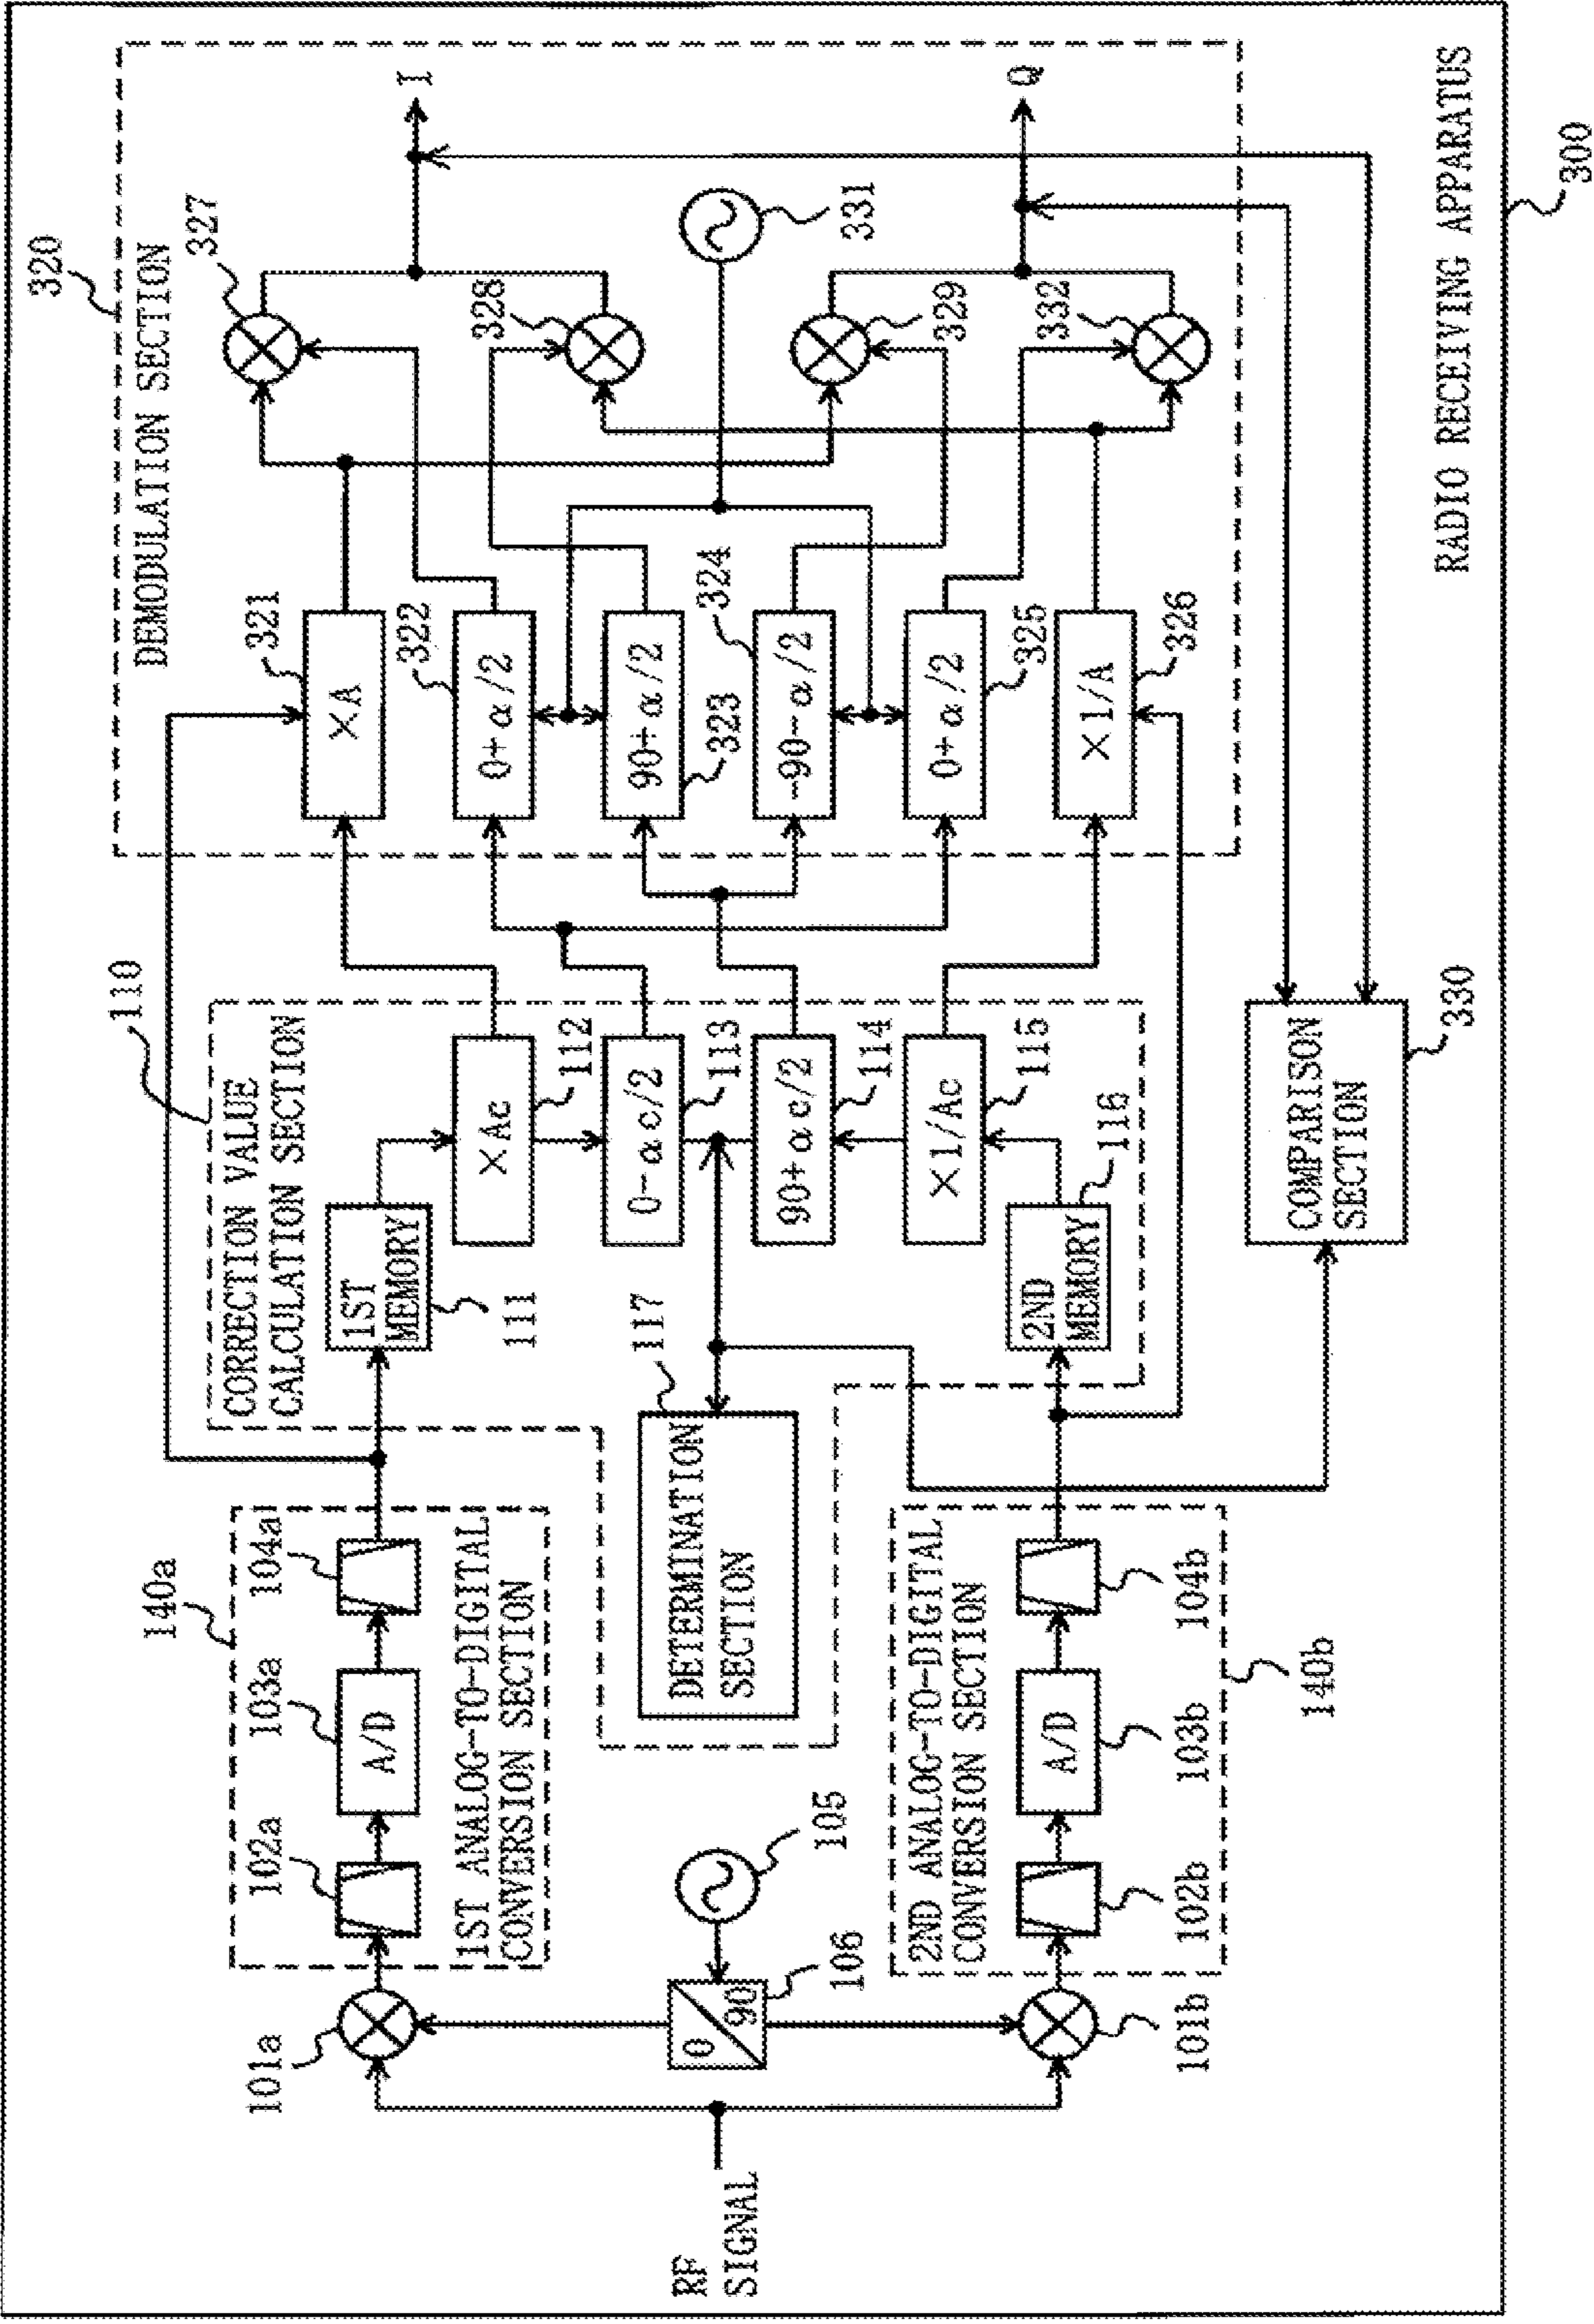 320
DEMODULATION SECTION
327
I
321
×A
322
0+α/2
328
331
90+α/2
323
324
-90-α/2
329
Q
0+α/2
325
332
×1/A
326
110
CORRECTION VALUE
CALCULATION SECTION
1ST
MEMORY
111
×Ac
112
0-αc/2
113
90+αc/2
114
×1/Ac
115
2ND
MEMORY
116
117
DETERMINATION
SECTION
COMPARISON
SECTION
330
140a
102a
103a
A/D
104a
1ST ANALOG-TO-DIGITAL
CONVERSION SECTION
101a
105
0
90
106
RF
SIGNAL
2ND ANALOG-TO-DIGITAL
CONVERSION SECTION
A/D
101b
102b
103b
104b
140b
RADIO RECEIVING APPARATUS
300